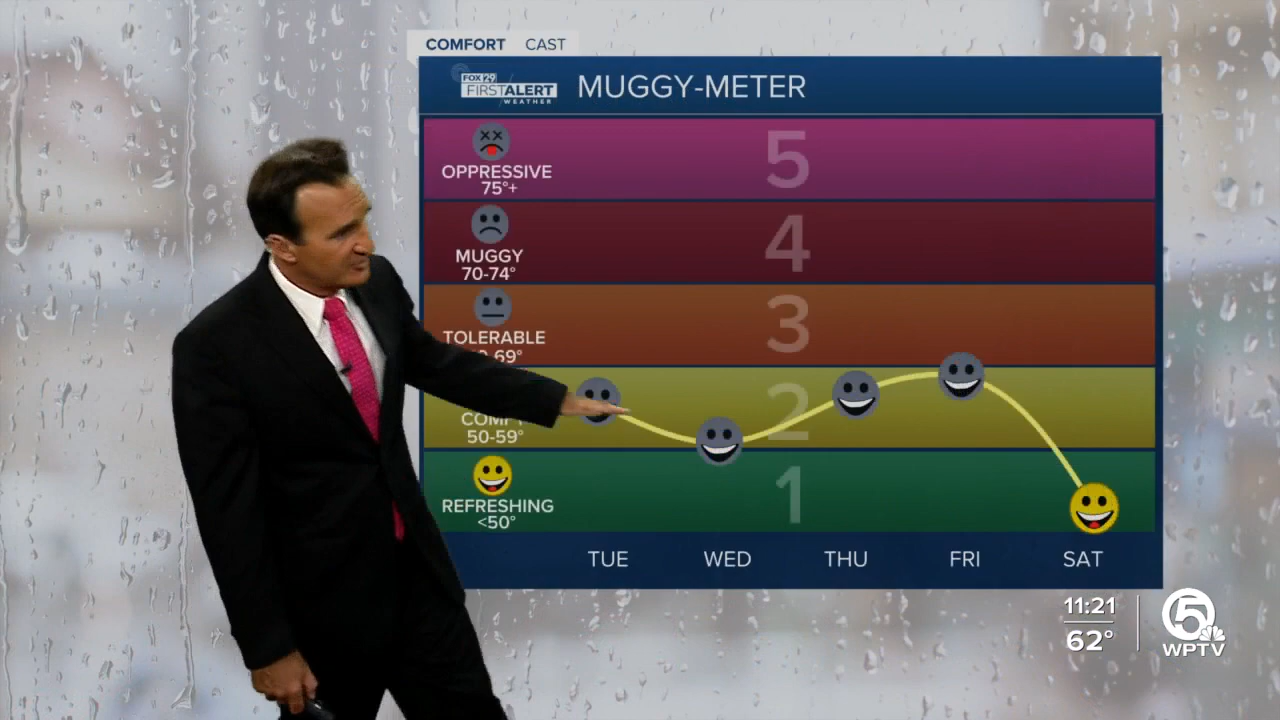 COMFORT CAST
FOX 29
FIRST ALERT
WEATHER
MUGGY-METER
5
OPPRESSIVE
75°+
4
MUGGY
70-74°
3
TOLERABLE
69°
2
50-59°
1
REFRESHING
<50°
TUE WED THU FRI SAT
11:21
62°
5
WPTV